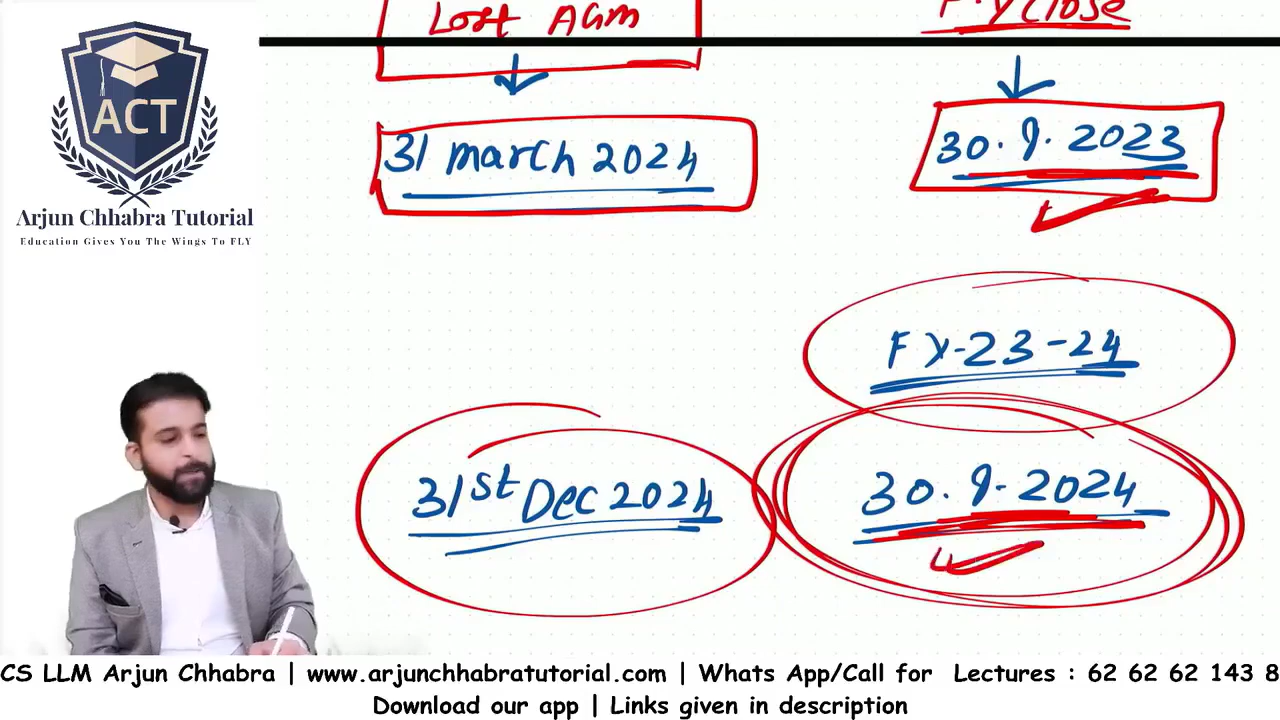 Last AGM
F.Y Close
ACT
Arjun Chhabra Tutorial
Education Gives You The Wings To FLY
31 march 2024
30.9.2023
FY-23-24
31st Dec 2024
30.9.2024
CS LLM Arjun Chhabra | www.arjunchhabratutorial.com | Whats App/Call for Lectures : 62 62 62 143 8
Download our app | Links given in description